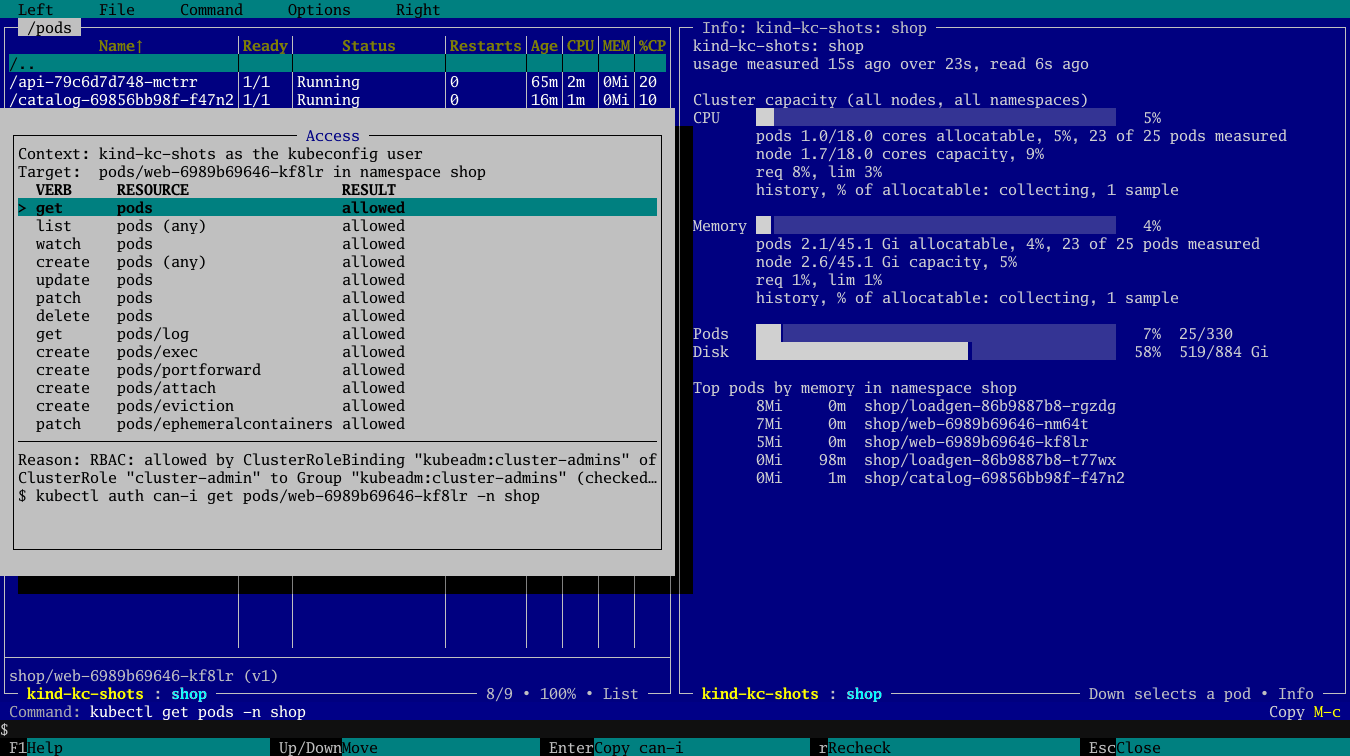 Left File Command Options Right
/pods
Name↑ Ready Status Restarts Age CPU MEM %CP
/..
/api-79c6d7d748-mctrr 1/1 Running 0 65m 2m 0Mi 20
/catalog-69856bb98f-f47n2 1/1 Running 0 16m 1m 0Mi 10
Access
Context: kind-kc-shots as the kubeconfig user
Target: pods/web-6989b69646-kf8lr in namespace shop
VERB RESOURCE RESULT
> get pods allowed
list pods (any) allowed
watch pods allowed
create pods (any) allowed
update pods allowed
patch pods allowed
delete pods allowed
get pods/log allowed
create pods/exec allowed
create pods/portforward allowed
create pods/attach allowed
create pods/eviction allowed
patch pods/ephemeralcontainers allowed
Reason: RBAC: allowed by ClusterRoleBinding "kubeadm:cluster-admins" of
ClusterRole "cluster-admin" to Group "kubeadm:cluster-admins" (checked…
$ kubectl auth can-i get pods/web-6989b69646-kf8lr -n shop
shop/web-6989b69646-kf8lr (v1)
kind-kc-shots : shop 8/9 • 100% • List
Info: kind-kc-shots: shop
kind-kc-shots: shop
usage measured 15s ago over 23s, read 6s ago
Cluster capacity (all nodes, all namespaces)
CPU 5%
pods 1.0/18.0 cores allocatable, 5%, 23 of 25 pods measured
node 1.7/18.0 cores capacity, 9%
req 8%, lim 3%
history, % of allocatable: collecting, 1 sample
Memory 4%
pods 2.1/45.1 Gi allocatable, 4%, 23 of 25 pods measured
node 2.6/45.1 Gi capacity, 5%
req 1%, lim 1%
history, % of allocatable: collecting, 1 sample
Pods 7% 25/330
Disk 58% 519/884 Gi
Top pods by memory in namespace shop
8Mi 0m shop/loadgen-86b9887b8-rgzdg
7Mi 0m shop/web-6989b69646-nm64t
5Mi 0m shop/web-6989b69646-kf8lr
0Mi 98m shop/loadgen-86b9887b8-t77wx
0Mi 1m shop/catalog-69856bb98f-f47n2
kind-kc-shots : shop Down selects a pod • Info
Command: kubectl get pods -n shop Copy M-c
$
F1Help Up/DownMove EnterCopy can-i rRecheck EscClose